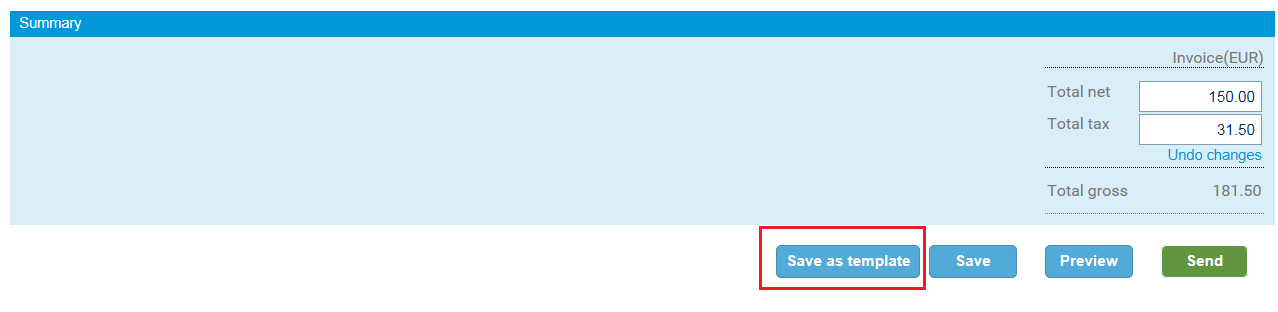 Summary
Invoice(EUR)
Total net 150.00
Total tax 31.50
Undo changes
Total gross 181.50
Save as template Save Preview Send